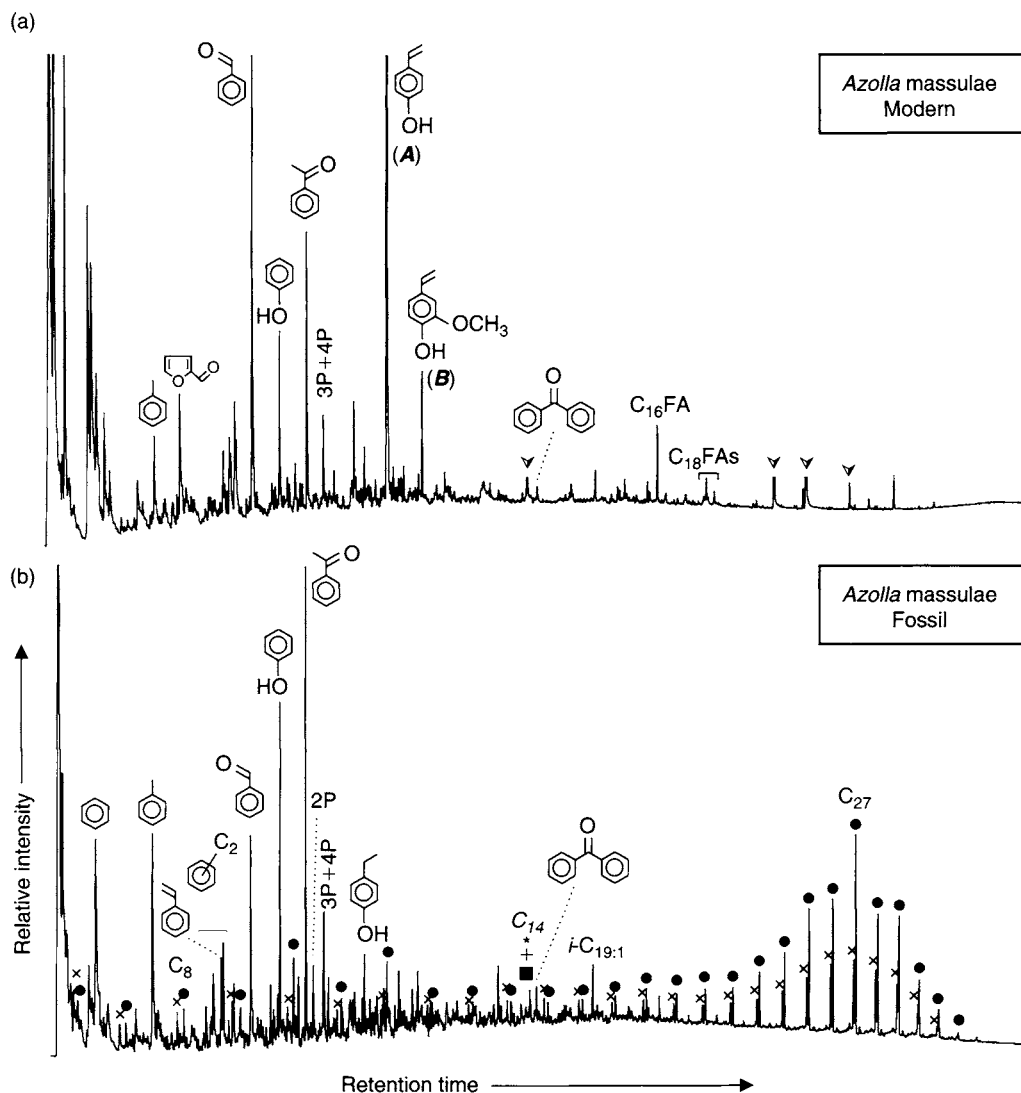 (a)
Azolla massulae
Modern
O
O
OH
(A)
O
HO
3P+4P
OCH3
OH
(B)
O
O
O
C16FA
C18FAs
(b)
Azolla massulae
Fossil
O
HO
O
2P
C2
3P+4P
OH
C8
O
C14
*
+
i-C19:1
C27
Relative intensity
Retention time